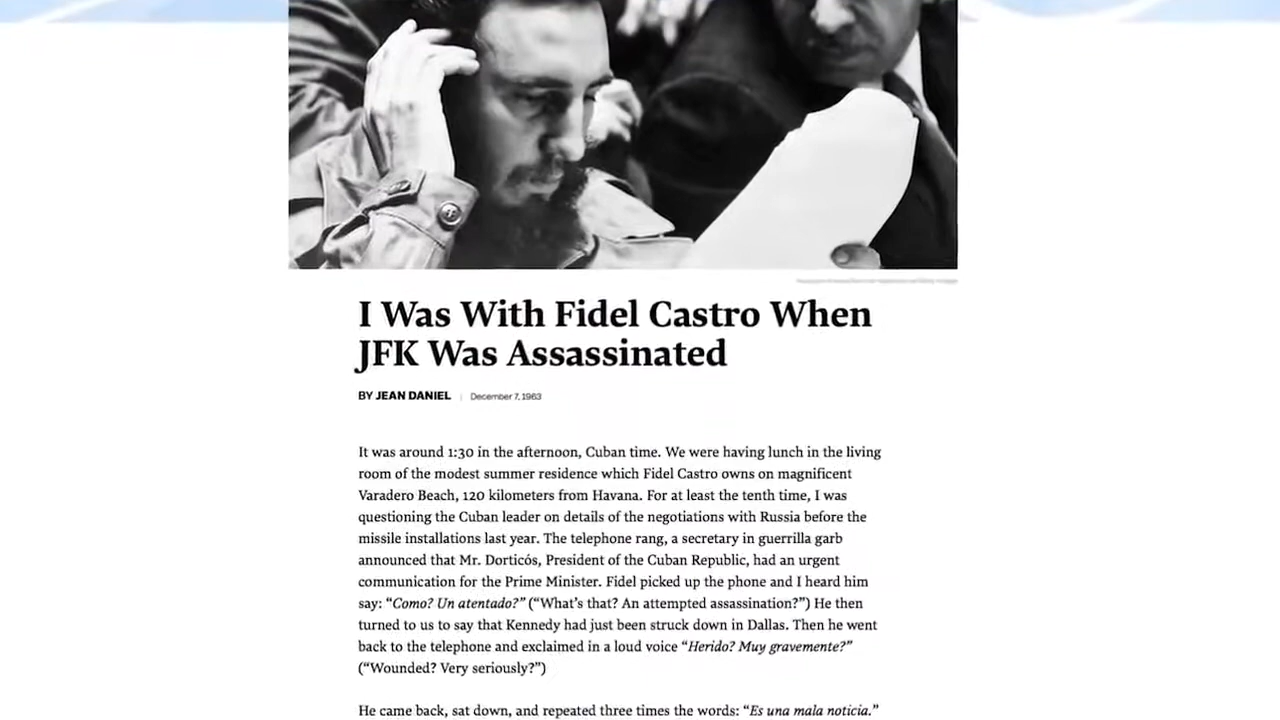 I Was With Fidel Castro When
JFK Was Assassinated
BY JEAN DANIEL | December 7, 1963
It was around 1:30 in the afternoon, Cuban time. We were having lunch in the living
room of the modest summer residence which Fidel Castro owns on magnificent
Varadero Beach, 120 kilometers from Havana. For at least the tenth time, I was
questioning the Cuban leader on details of the negotiations with Russia before the
missile installations last year. The telephone rang, a secretary in guerrilla garb
announced that Mr. Dorticós, President of the Cuban Republic, had an urgent
communication for the Prime Minister. Fidel picked up the phone and I heard him
say: “Como? Un atentado?” (“What’s that? An attempted assassination?”) He then
turned to us to say that Kennedy had just been struck down in Dallas. Then he went
back to the telephone and exclaimed in a loud voice “Herido? Muy gravemente?”
(“Wounded? Very seriously?”)
He came back, sat down, and repeated three times the words: “Es una mala noticia.”